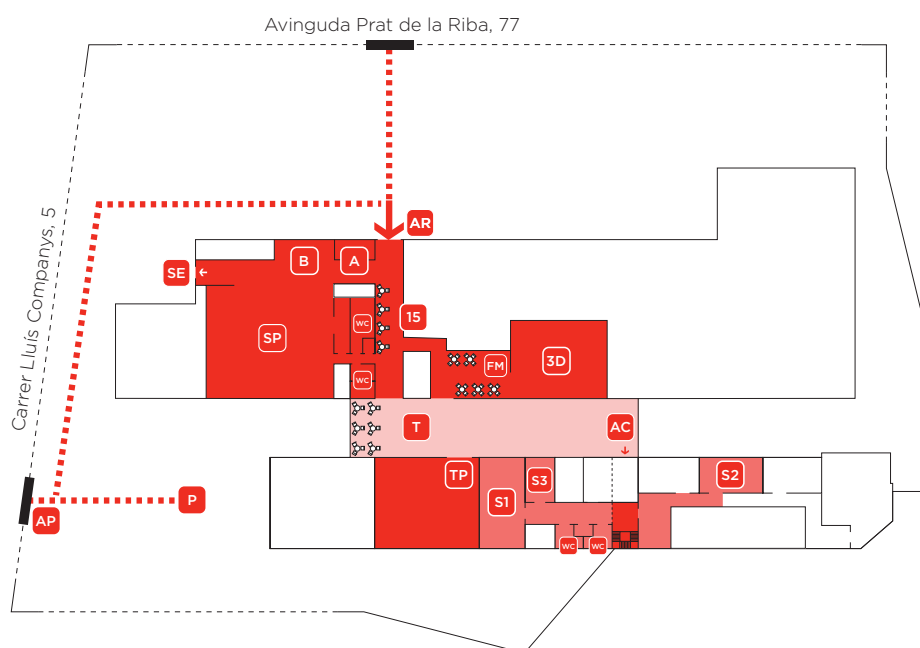 Avinguda Prat de la Riba, 77
Carrer Lluís Companys, 5
AR
B
A
SE
←
15
WC
SP
3D
FM
WC
T
AC
↓
TP
S3
S2
S1
P
AP
WC
WC